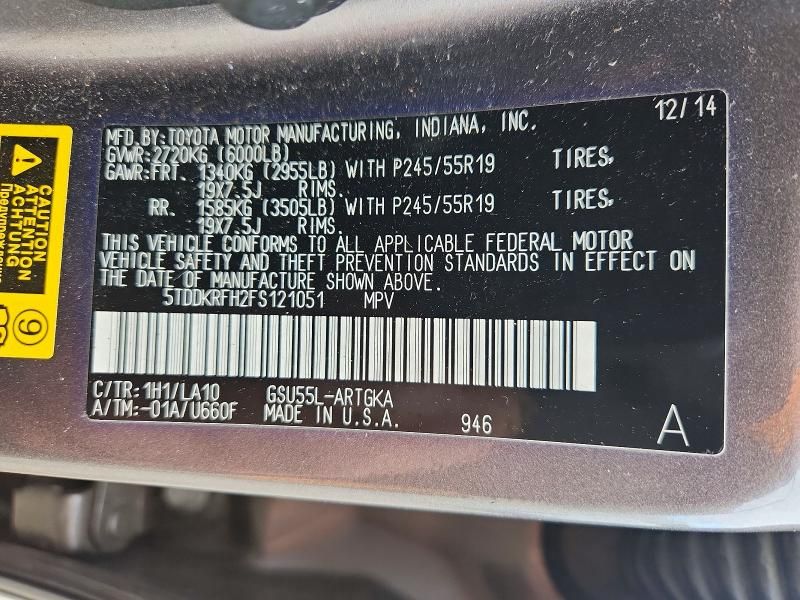 12/14
MFD.BY:TOYOTA MOTOR MANUFACTURING, INDIANA, INC.
GVWR:2720KG (6000LB)
GAWR:FRT. 1340KG (2955LB) WITH P245/55R19 TIRES,
19X7.5J RIMS.
RR. 1585KG (3505LB) WITH P245/55R19 TIRES,
19X7.5J RIMS.
THIS VEHICLE CONFORMS TO ALL APPLICABLE FEDERAL MOTOR
VEHICLE SAFETY AND THEFT PREVENTION STANDARDS IN EFFECT ON
THE DATE OF MANUFACTURE SHOWN ABOVE.
5TDDKRFH2FS121051 MPV
C/TR:1H1/LA10 GSU55L-ARTGKA
A/TM:-01A/U660F MADE IN U.S.A. 946 A
CAUTION
ATTENTION
ACHTUNG
9